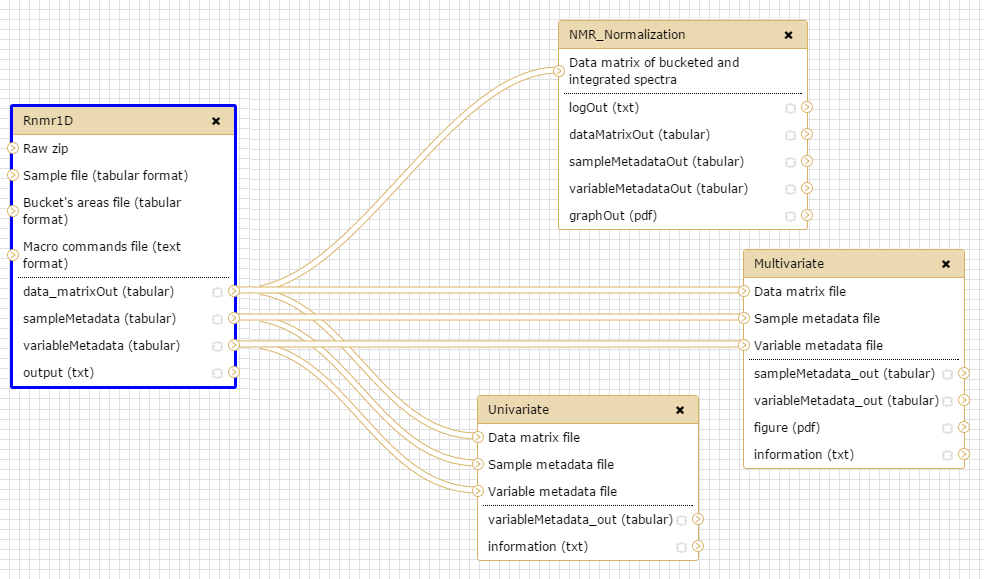 NMR_Normalization
Data matrix of bucketed and
integrated spectra
logOut (txt)
dataMatrixOut (tabular)
sampleMetadataOut (tabular)
variableMetadataOut (tabular)
graphOut (pdf)
Rnmr1D
Raw zip
Sample file (tabular format)
Bucket's areas file (tabular
format)
Macro commands file (text
format)
data_matrixOut (tabular)
sampleMetadata (tabular)
variableMetadata (tabular)
output (txt)
Multivariate
Data matrix file
Sample metadata file
Variable metadata file
sampleMetadata_out (tabular)
variableMetadata_out (tabular)
figure (pdf)
information (txt)
Univariate
Data matrix file
Sample metadata file
Variable metadata file
variableMetadata_out (tabular)
information (txt)